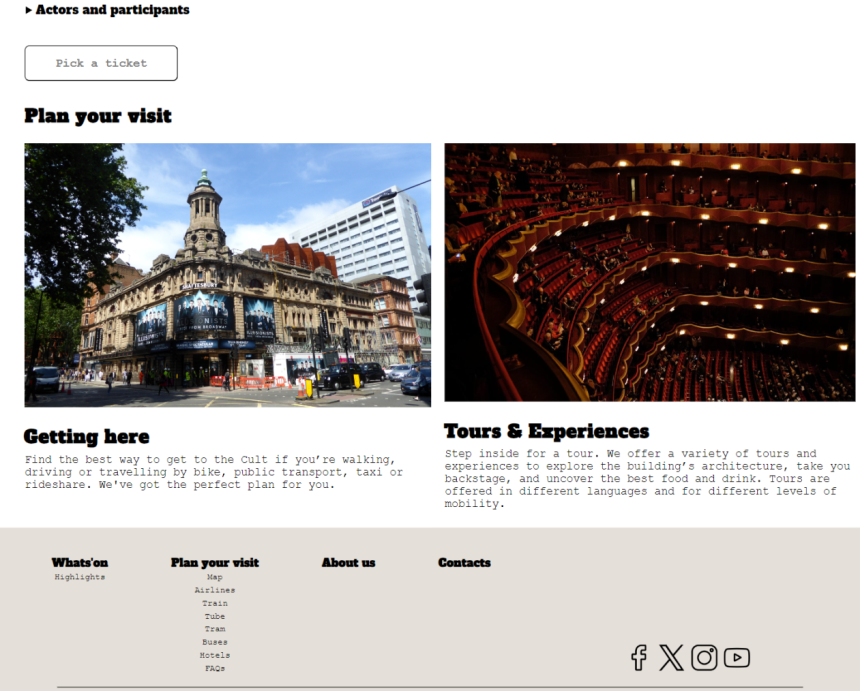 Actors and participants
Pick a ticket
Plan your visit
SHAFTESBURY
Getting here
Find the best way to get to the Cult if you're walking,
driving or travelling by bike, public transport, taxi or
rideshare. We've got the perfect plan for you.
Tours & Experiences
Step inside for a tour. We offer a variety of tours and
experiences to explore the building's architecture, take you
backstage, and uncover the best food and drink. Tours are
offered in different languages and for different levels of
mobility.
Whats'on
Highlights
Plan your visit
Map
Airlines
Train
Tube
Tram
Buses
Hotels
FAQs
About us
Contacts